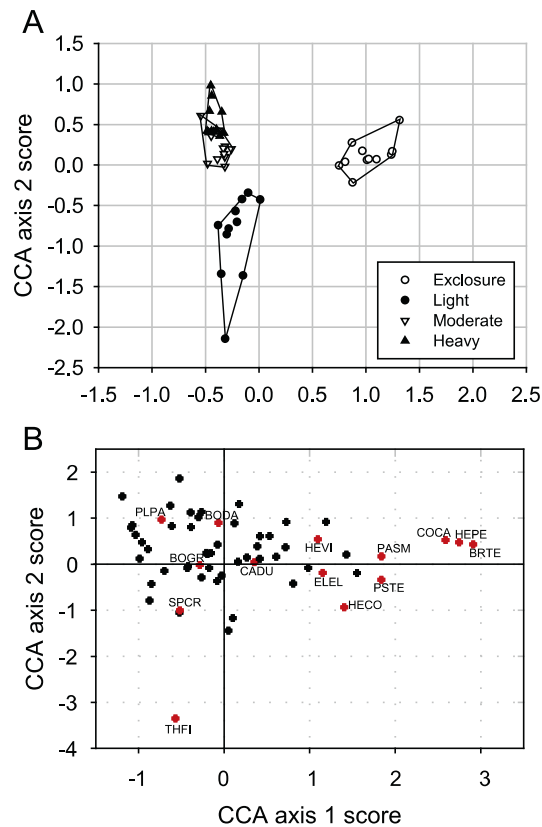 A
CCA axis 2 score
1.5
1.0
0.5
0.0
-0.5
-1.0
-1.5
-2.0
-2.5
Exclosure
Light
Moderate
Heavy
-1.5 -1.0 -0.5 0.0 0.5 1.0 1.5 2.0 2.5
B
CCA axis 2 score
2
1
0
-1
-2
-3
-4
PLPA
BODA
HEVI
PASM
COCA
HEPE
BRTE
BOGR
CADU
ELEL
PSTE
SPCR
HECO
THFI
-1 0 1 2 3
CCA axis 1 score